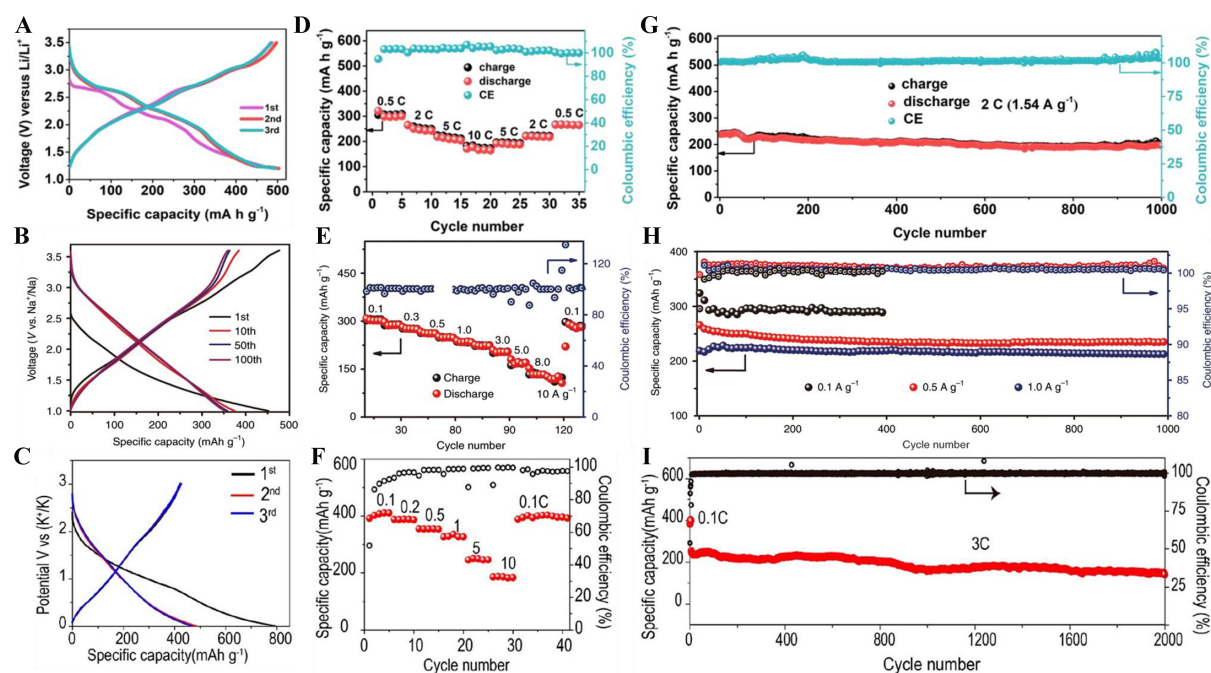 A
Voltage (V) versus Li/Li⁺
3.5
3.0
2.5
2.0
1.5
1st
2nd
3rd
0 100 200 300 400 500
Specific capacity (mA h g⁻¹)
D
Specific capacity (mA h g⁻¹)
600
500
400
300
200
100
0
charge
discharge
CE
0.5 C
2 C
5 C
10 C
5 C
2 C
0.5 C
100
80
60
40
20
0
Coloumbic efficiency (%)
0 5 10 15 20 25 30 35
Cycle number
G
Specific capacity (mA h g⁻¹)
600
500
400
300
200
100
0
charge
discharge 2 C (1.54 A g⁻¹)
CE
100
75
50
25
0
Coloumbic efficiency (%)
0 200 400 600 800 1000
Cycle number
B
Voltage (V vs. Na⁺/Na)
3.5
3.0
2.5
2.0
1.5
1.0
1st
10th
50th
100th
0 100 200 300 400 500
Specific capacity (mAh g⁻¹)
E
Specific capacity (mAh g⁻¹)
450
300
150
0
0.1
0.3
0.5
1.0
3.0
5.0
8.0
10 A g⁻¹
0.1
Charge
Discharge
120
80
40
0
Coulombic efficiency (%)
30 60 90 120
Cycle number
H
Specific capacity (mAh g⁻¹)
400
300
200
100
0.1 A g⁻¹
0.5 A g⁻¹
1.0 A g⁻¹
100
95
90
85
80
Coulombic efficiency (%)
0 200 400 600 800 1000
Cycle number
C
Potential V vs (K⁺/K)
3
2
1
0
1st
2nd
3rd
0 200 400 600 800
Specific capacity(mAh g⁻¹)
F
Specific capacity(mAh g⁻¹)
600
400
200
0
0.1
0.2
0.5
1
5
10
0.1C
100
90
80
70
60
50
40
30
20
10
0
Coulombic efficiency (%)
0 10 20 30 40
Cycle number
I
Specific capacity(mAh g⁻¹)
600
400
200
0
0.1C
3C
100
75
50
25
0
Coulombic efficiency (%)
0 400 800 1200 1600 2000
Cycle number